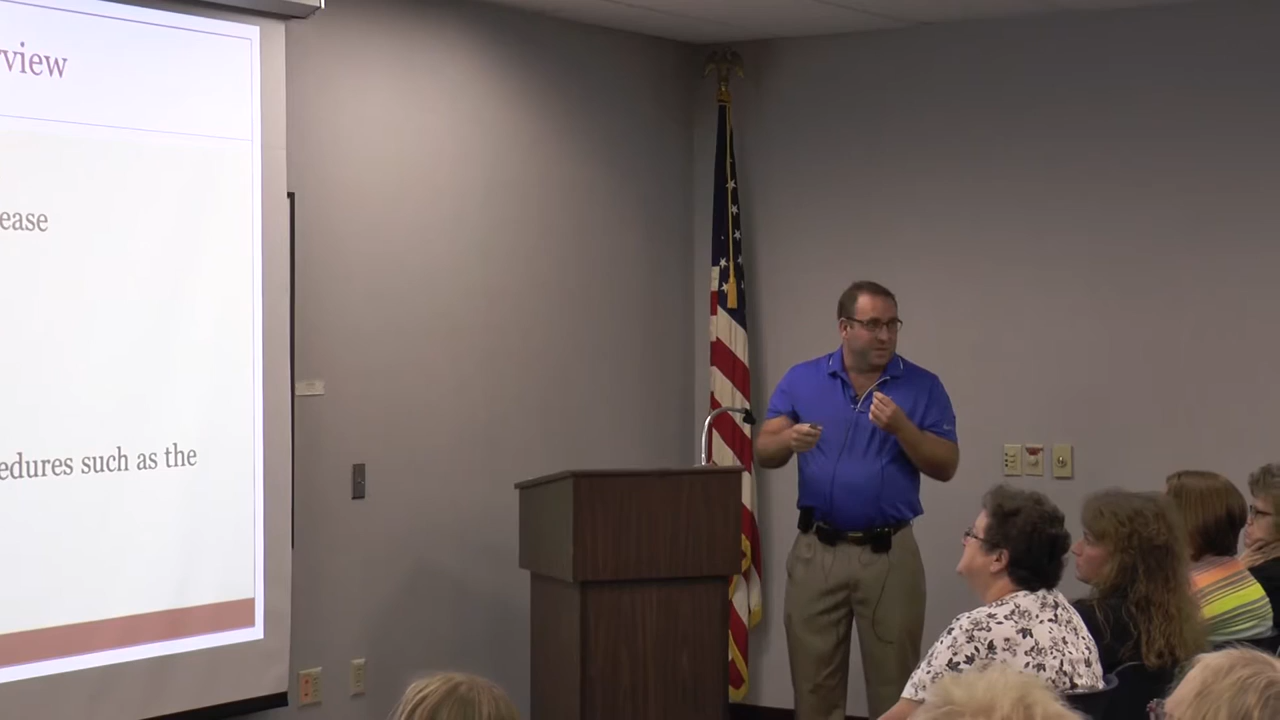 view
ease
edures such as the